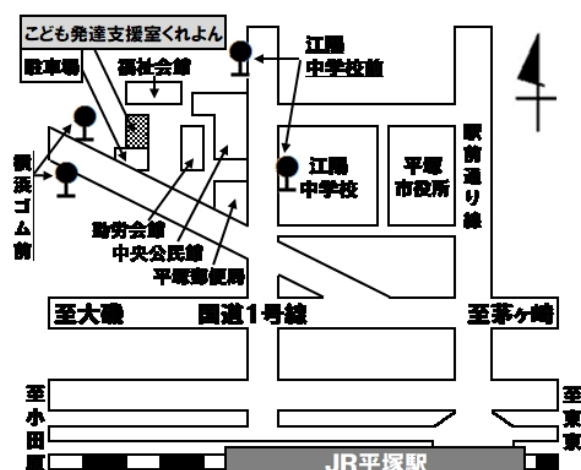 こども発達支援室くれよん
駐車場
福祉会館
江陽
中学校前
横浜ゴム前
江陽
中学校
平塚
市役所
駅前通り線
勤労会館
中央公民館
平塚郵便局
至大磯
国道1号線
至茅ヶ崎
至小田原
至東京
JR平塚駅